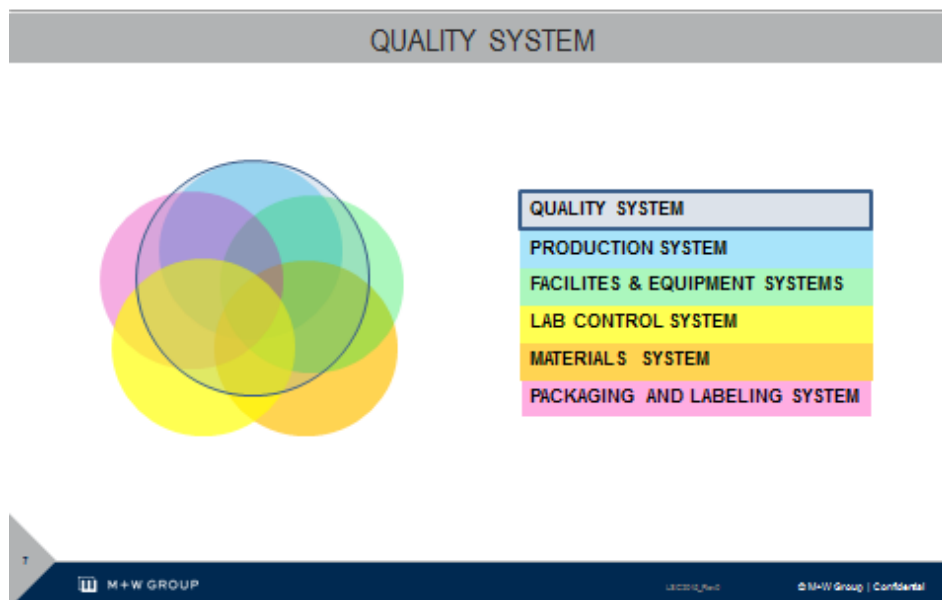 QUALITY SYSTEM
QUALITY SYSTEM
PRODUCTION SYSTEM
FACILITES & EQUIPMENT SYSTEMS
LAB CONTROL SYSTEM
MATERIALS SYSTEM
PACKAGING AND LABELING SYSTEM
7
M+W GROUP
© M+W Group | Confidential